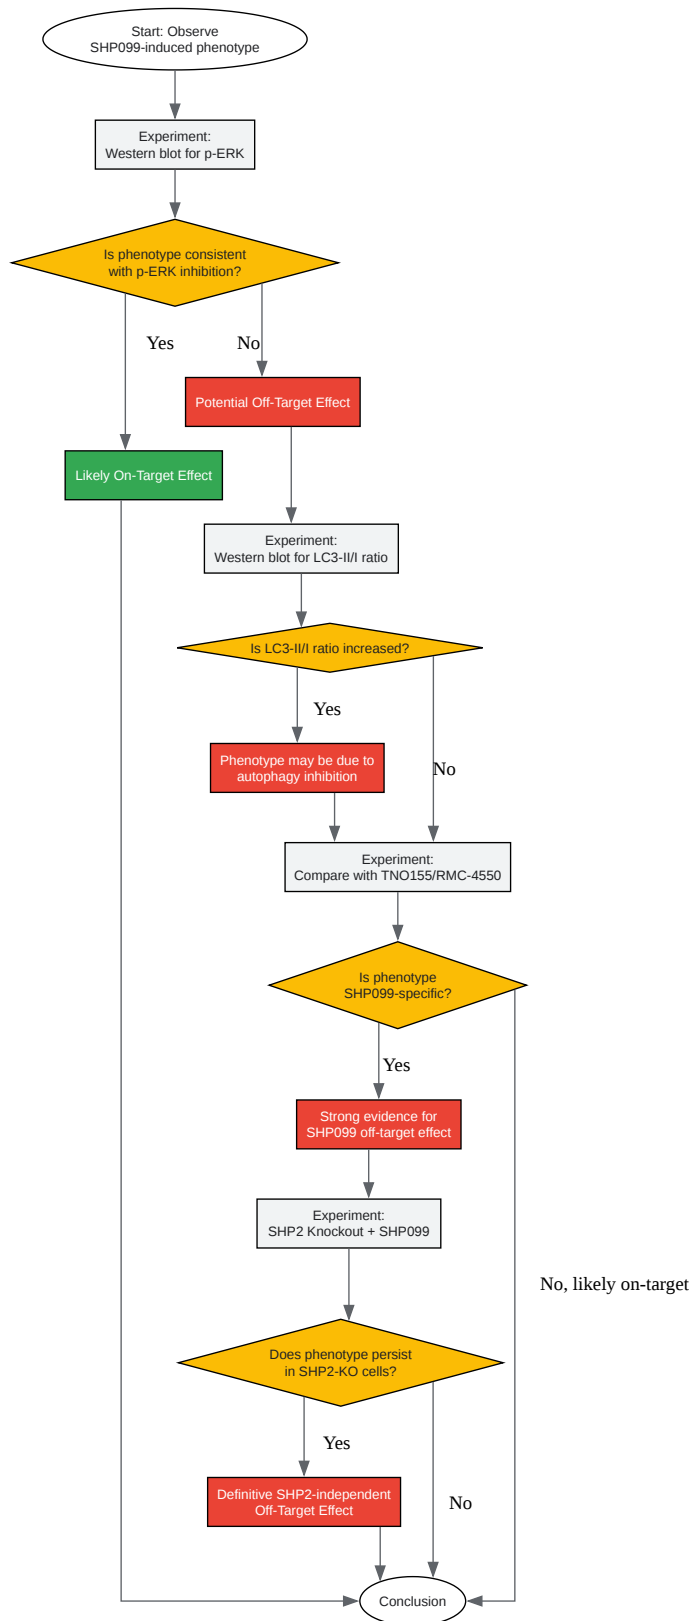 Start: Observe
SHP099-induced phenotype
Experiment:
Western blot for p-ERK
Is phenotype consistent
with p-ERK inhibition?
Yes
No
Potential Off-Target Effect
Likely On-Target Effect
Experiment:
Western blot for LC3-II/I ratio
Is LC3-II/I ratio increased?
Yes
Phenotype may be due to
autophagy inhibition
No
Experiment:
Compare with TNO155/RMC-4550
Is phenotype
SHP099-specific?
Yes
Strong evidence for
SHP099 off-target effect
Experiment:
SHP2 Knockout + SHP099
No, likely on-target
Does phenotype persist
in SHP2-KO cells?
Yes
Definitive SHP2-independent
Off-Target Effect
No
Conclusion